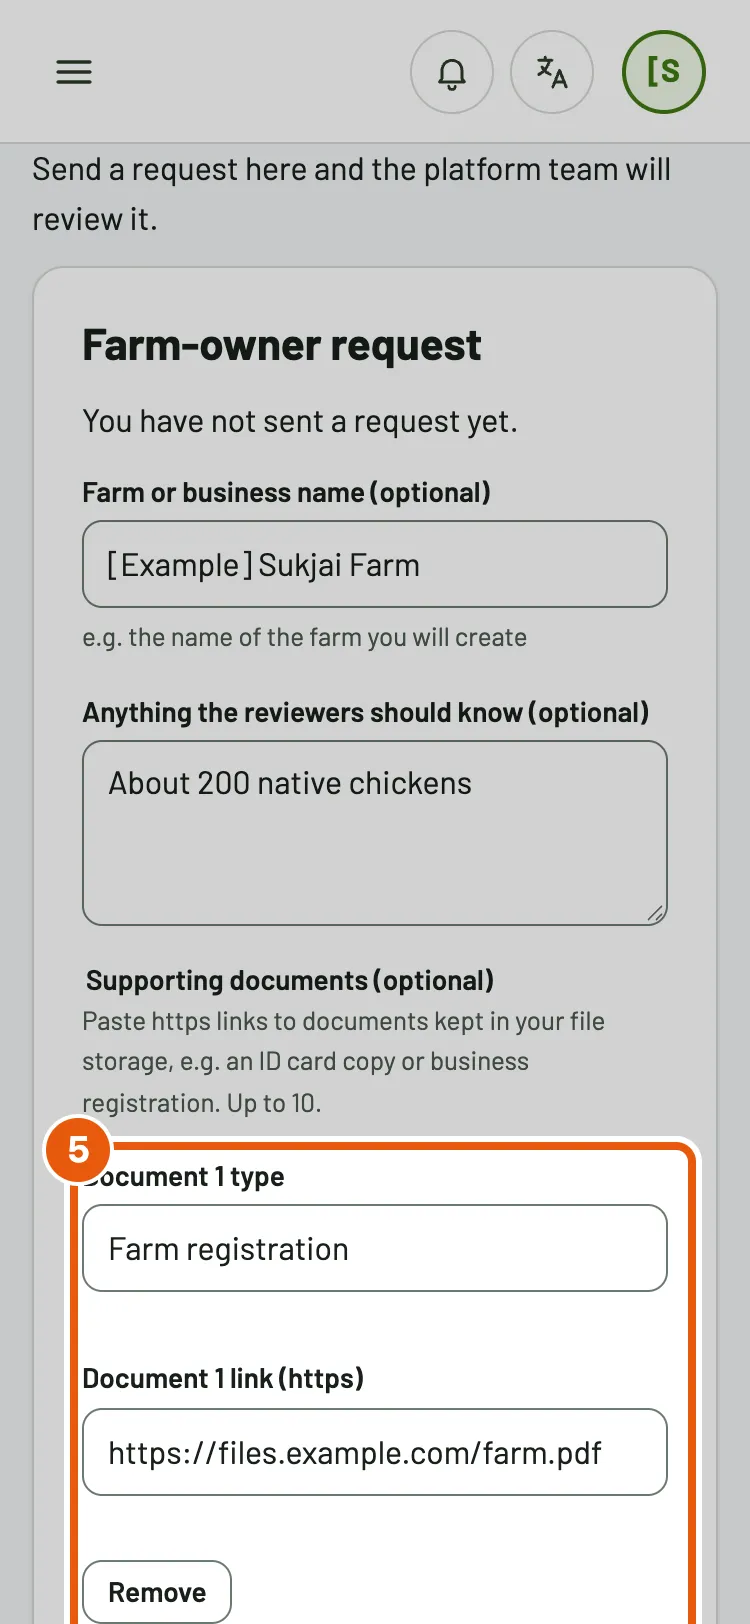 [S
Send a request here and the platform team will
review it.
Farm-owner request
You have not sent a request yet.
Farm or business name (optional)
[Example] Sukjai Farm
e.g. the name of the farm you will create
Anything the reviewers should know (optional)
About 200 native chickens
Supporting documents (optional)
Paste https links to documents kept in your file
storage, e.g. an ID card copy or business
registration. Up to 10.
5
Document 1 type
Farm registration
Document 1 link (https)
https://files.example.com/farm.pdf
Remove